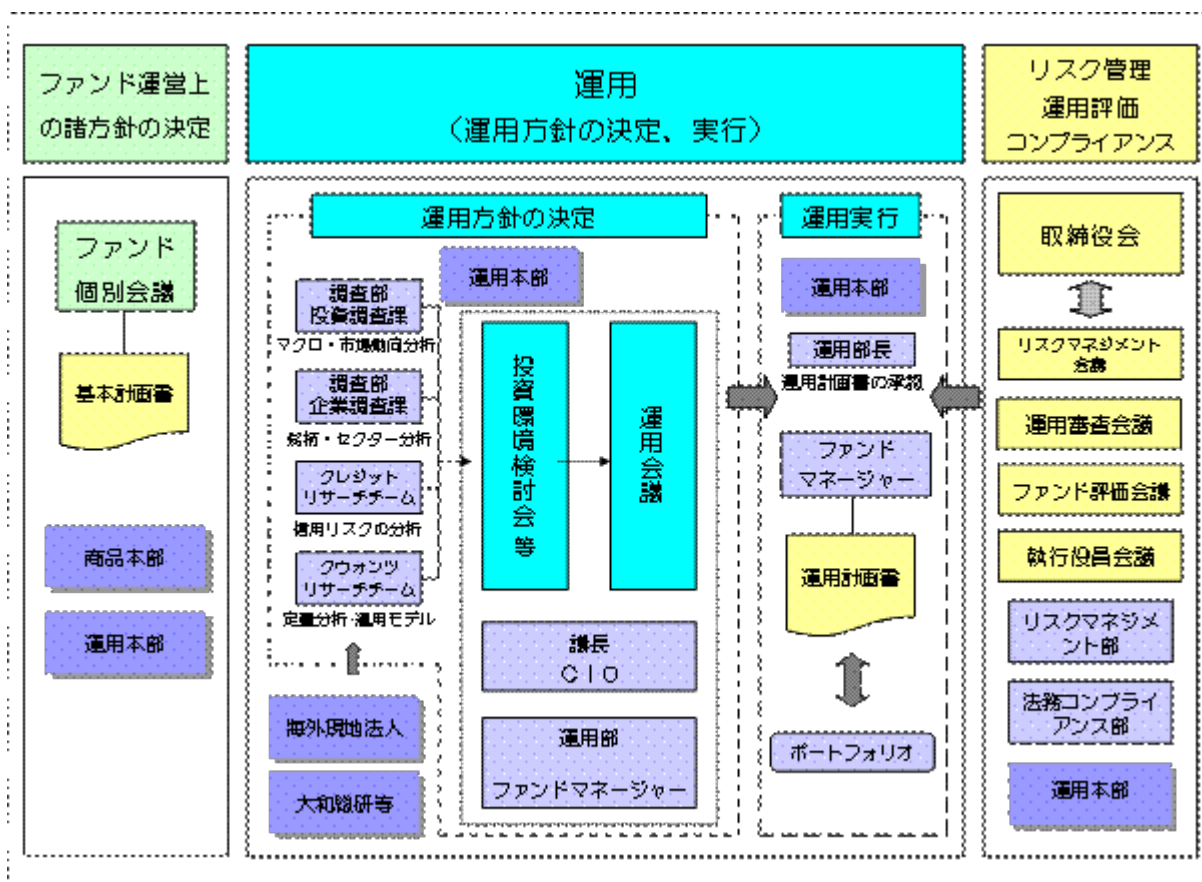 ファンド運営上
の諸方針の決定
ファンド
個別会議
基本計画書
商品本部
運用本部
運用
（運用方針の決定、実行）
運用方針の決定
運用本部
調査部
投資調査課
マクロ・市場動向分析
調査部
企業調査課
銘柄・セクター分析
クレジット
リサーチチーム
信用リスクの分析
クウォンツ
リサーチチーム
定量分析・運用モデル
海外現地法人
大和総研等
投資環境検討会等
運用会議
議長
CIO
運用部
ファンドマネージャー
運用実行
運用本部
運用部長
運用計画書の承認
ファンド
マネージャー
運用計画書
ポートフォリオ
リスク管理
運用評価
コンプライアンス
取締役会
リスクマネジメント
会議
運用審査会議
ファンド評価会議
執行役員会議
リスクマネジメ
ント部
法務コンプライ
アンス部
運用本部